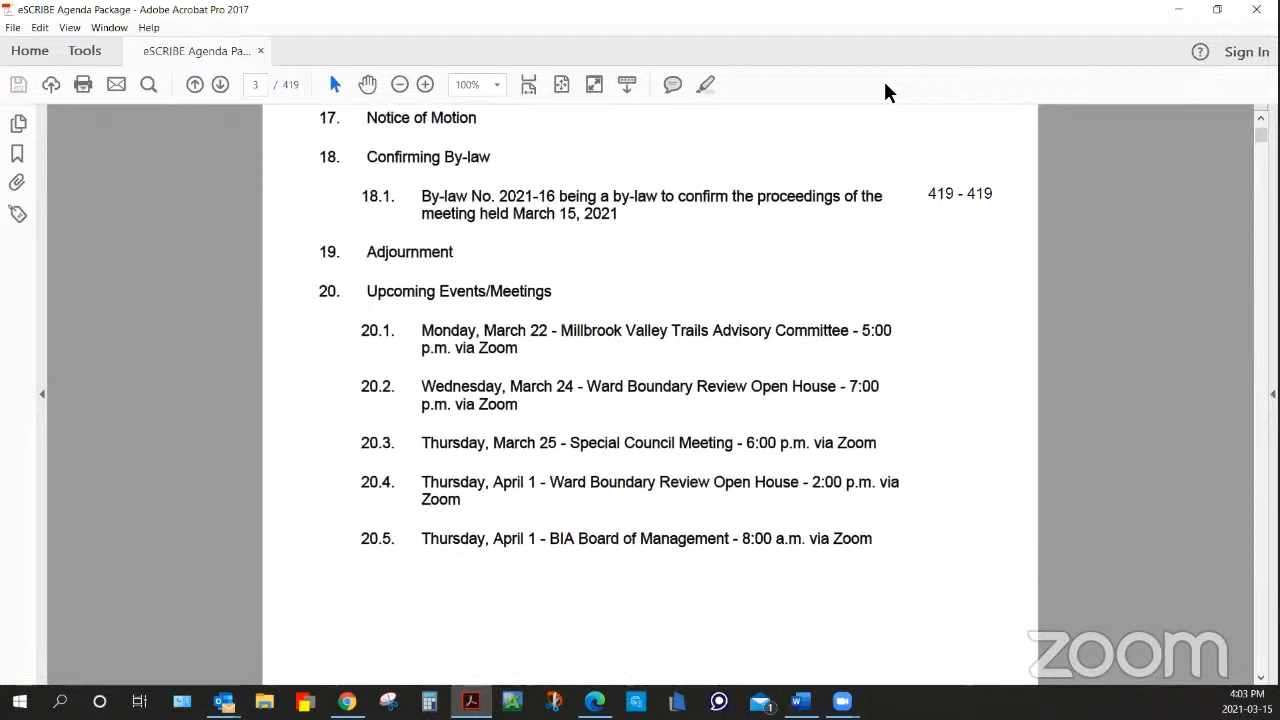 eSCRIBE Agenda Package - Adobe Acrobat Pro 2017
File Edit View Window Help
Home Tools eSCRIBE Agenda Pa... × Sign In
3 / 419 100%
17. Notice of Motion
18. Confirming By-law
18.1. By-law No. 2021-16 being a by-law to confirm the proceedings of the 419 - 419
meeting held March 15, 2021
19. Adjournment
20. Upcoming Events/Meetings
20.1. Monday, March 22 - Millbrook Valley Trails Advisory Committee - 5:00
p.m. via Zoom
20.2. Wednesday, March 24 - Ward Boundary Review Open House - 7:00
p.m. via Zoom
20.3. Thursday, March 25 - Special Council Meeting - 6:00 p.m. via Zoom
20.4. Thursday, April 1 - Ward Boundary Review Open House - 2:00 p.m. via
Zoom
20.5. Thursday, April 1 - BIA Board of Management - 8:00 a.m. via Zoom
zoom
4:03 PM
2021-03-15